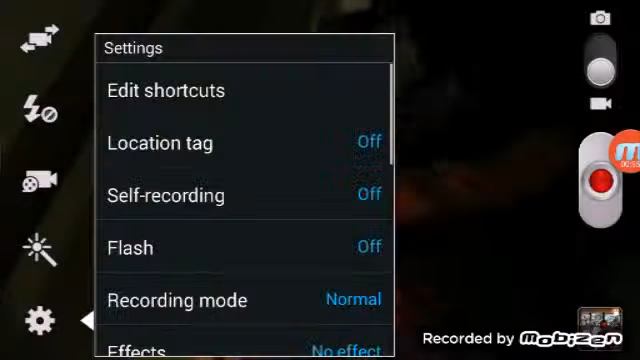 Settings
Edit shortcuts
Location tag Off
Self-recording Off
Flash Off
Recording mode Normal
Effects No effect
Recorded by Mobizen